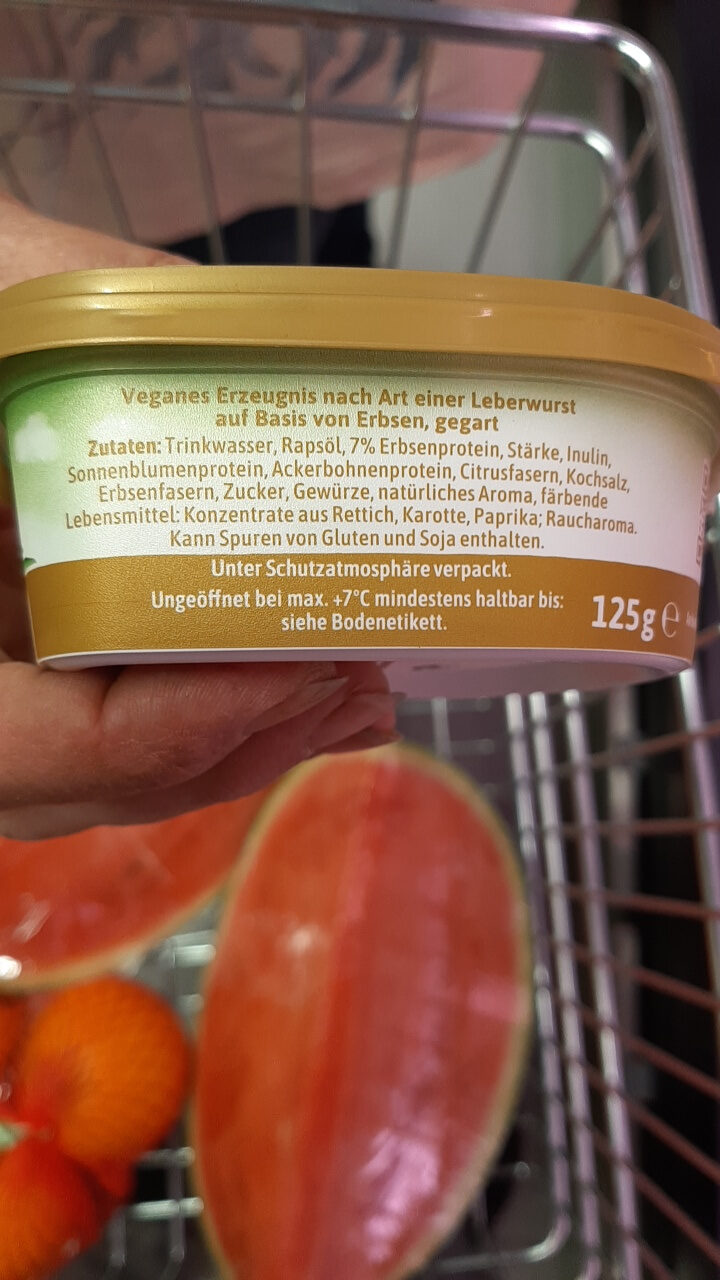 Veganes Erzeugnis nach Art einer Leberwurst
auf Basis von Erbsen, gegart
Zutaten: Trinkwasser, Rapsöl, 7% Erbsenprotein, Stärke, Inulin,
Sonnenblumenprotein, Ackerbohnenprotein, Citrusfasern, Kochsalz,
Erbsenfasern, Zucker, Gewürze, natürliches Aroma, färbende
Lebensmittel: Konzentrate aus Rettich, Karotte, Paprika; Raucharoma.
Kann Spuren von Gluten und Soja enthalten.
Unter Schutzatmosphäre verpackt.
Ungeöffnet bei max. +7°C mindestens haltbar bis:
siehe Bodenetikett.
125g e